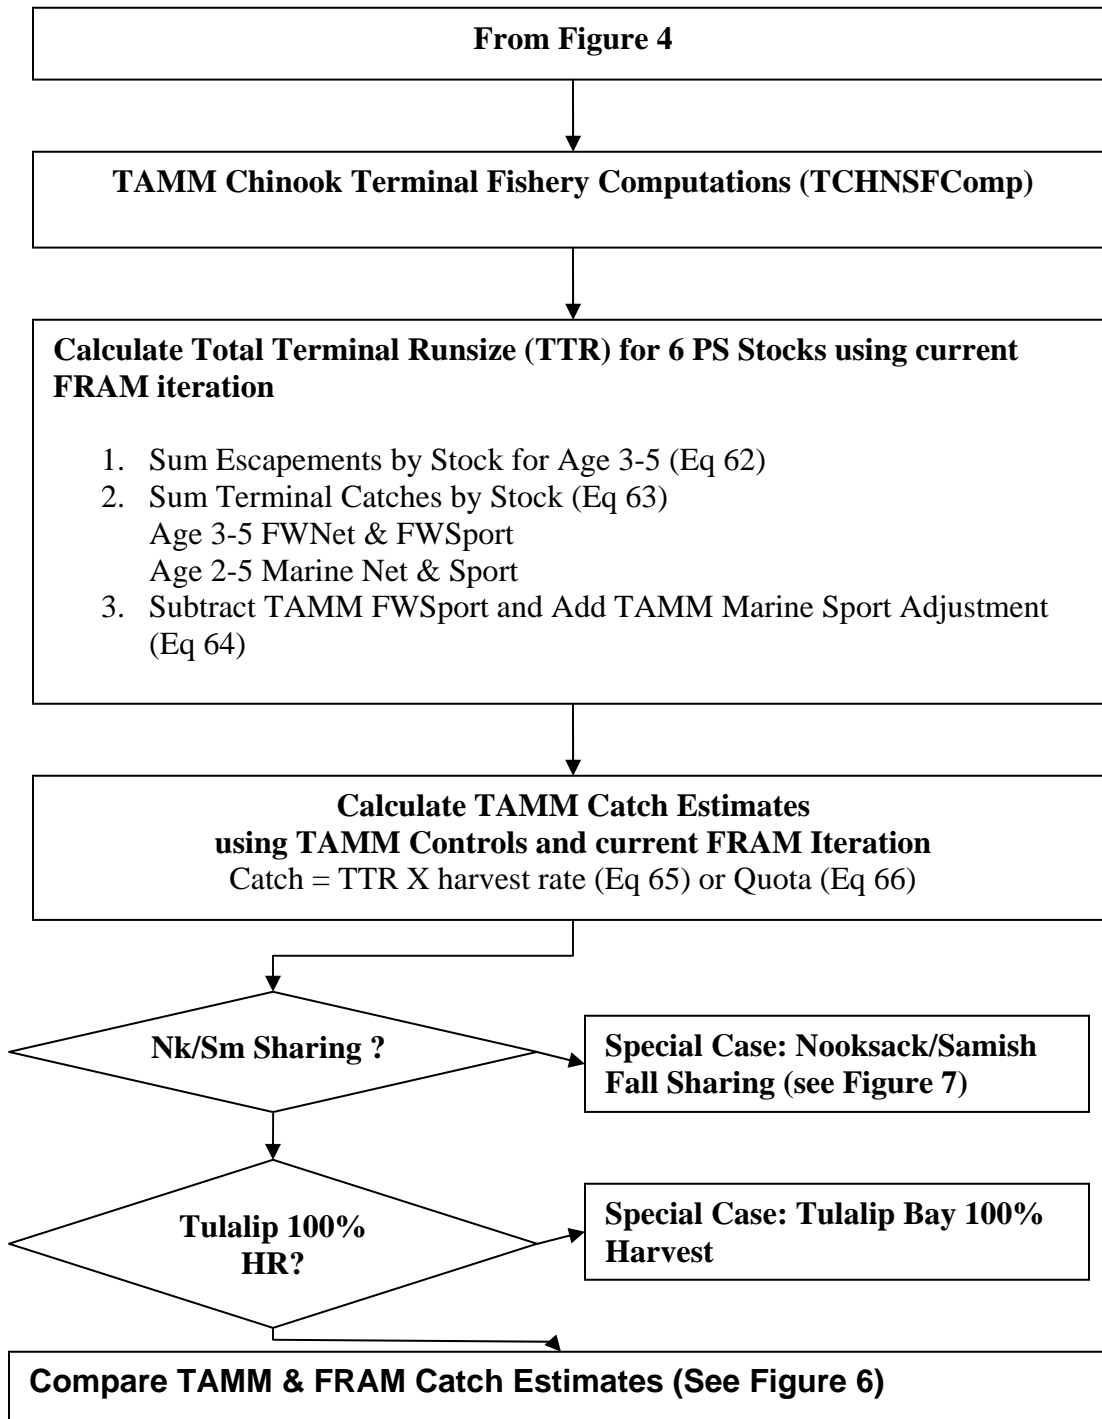 From Figure 4
TAMM Chinook Terminal Fishery Computations (TCHNSFComp)
Calculate Total Terminal Runsize (TTR) for 6 PS Stocks using current
FRAM iteration
1. Sum Escapements by Stock for Age 3-5 (Eq 62)
2. Sum Terminal Catches by Stock (Eq 63)
Age 3-5 FWNet & FWSport
Age 2-5 Marine Net & Sport
3. Subtract TAMM FWSport and Add TAMM Marine Sport Adjustment
(Eq 64)
Calculate TAMM Catch Estimates
using TAMM Controls and current FRAM Iteration
Catch = TTR X harvest rate (Eq 65) or Quota (Eq 66)
Nk/Sm Sharing ?
Special Case: Nooksack/Samish
Fall Sharing (see Figure 7)
Tulalip 100%
HR?
Special Case: Tulalip Bay 100%
Harvest
Compare TAMM & FRAM Catch Estimates (See Figure 6)